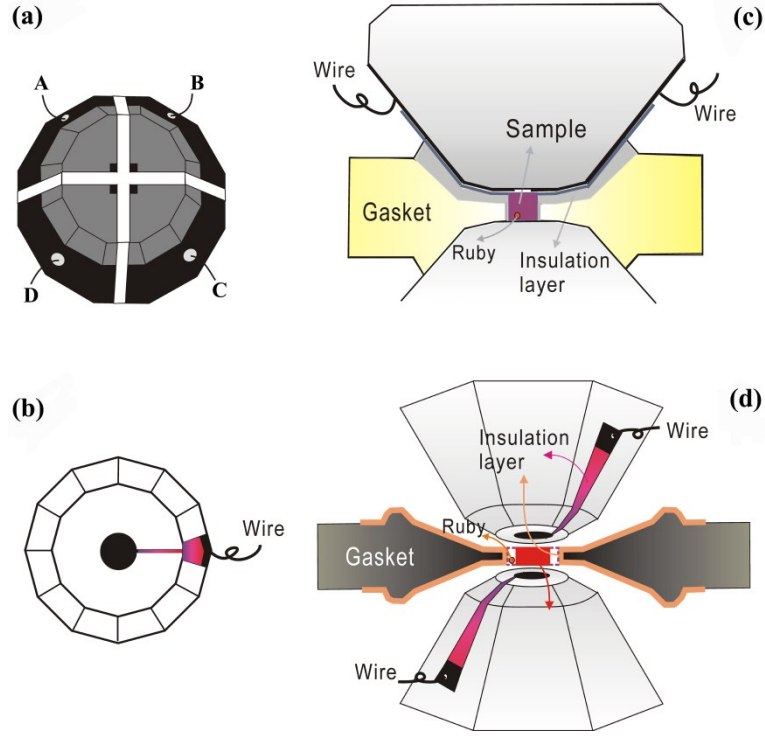 (a)
A
B
D
C
(c)
Wire
Wire
Sample
Gasket
Ruby
Insulation
layer
(b)
Wire
(d)
Insulation
layer
Wire
Ruby
Gasket
Wire